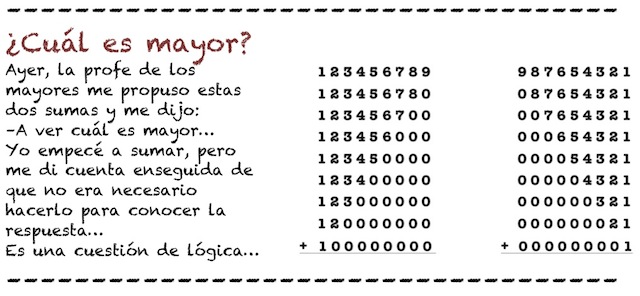 ¿Cuál es mayor?
Ayer, la profe de los
mayores me propuso estas
dos sumas y me dijo:
-A ver cuál es mayor...
Yo empecé a sumar, pero
me di cuenta enseguida de
que no era necesario
hacerlo para conocer la
respuesta...
Es una cuestión de lógica...
123456789
123456780
123456700
123456000
123450000
123400000
123000000
120000000
+ 100000000
987654321
087654321
007654321
000654321
000054321
000004321
000000321
000000021
+ 000000001